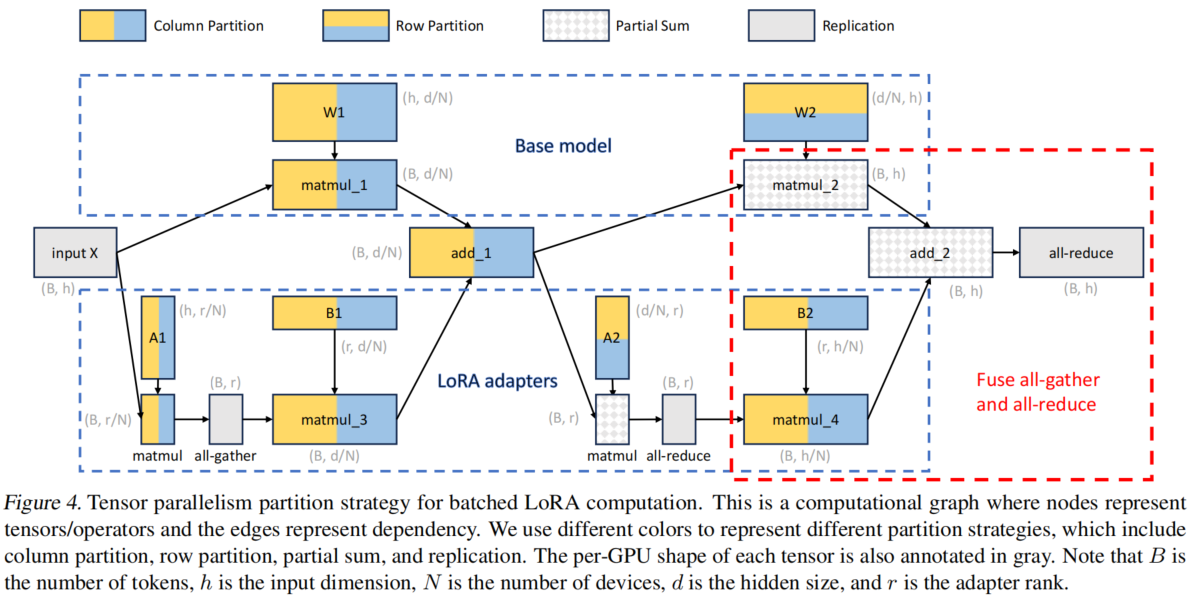 Column Partition
Row Partition
Partial Sum
Replication
W1
(h, d/N)
W2
(d/N, h)
Base model
matmul_1
(B, d/N)
matmul_2
(B, h)
input X
(B, h)
(B, d/N)
add_1
add_2
(B, h)
all-reduce
(B, h)
A1
(h, r/N)
B1
(r, d/N)
A2
(d/N, r)
B2
(r, h/N)
LoRA adapters
(B, r/N)
matmul
(B, r)
all-gather
matmul_3
(B, d/N)
(B, r)
matmul
(B, r)
all-reduce
matmul_4
(B, h/N)
Fuse all-gather
and all-reduce
Figure 4. Tensor parallelism partition strategy for batched LoRA computation. This is a computational graph where nodes represent
tensors/operators and the edges represent dependency. We use different colors to represent different partition strategies, which include
column partition, row partition, partial sum, and replication. The per-GPU shape of each tensor is also annotated in gray. Note that B is
the number of tokens, h is the input dimension, N is the number of devices, d is the hidden size, and r is the adapter rank.